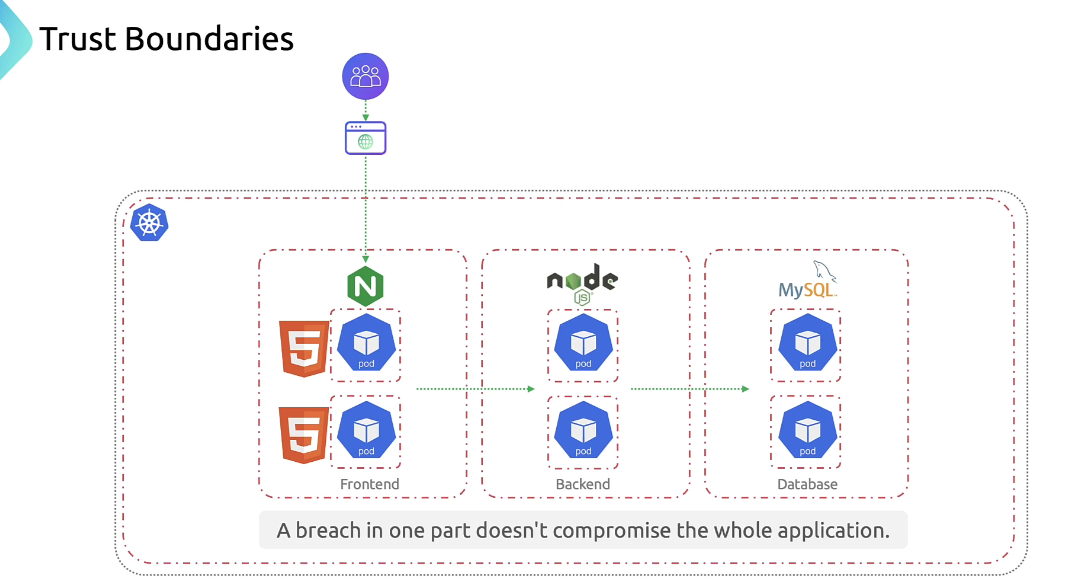 Trust Boundaries
N
node
JS
MySQL
5
pod
pod
pod
5
pod
pod
pod
Frontend
Backend
Database
A breach in one part doesn't compromise the whole application.